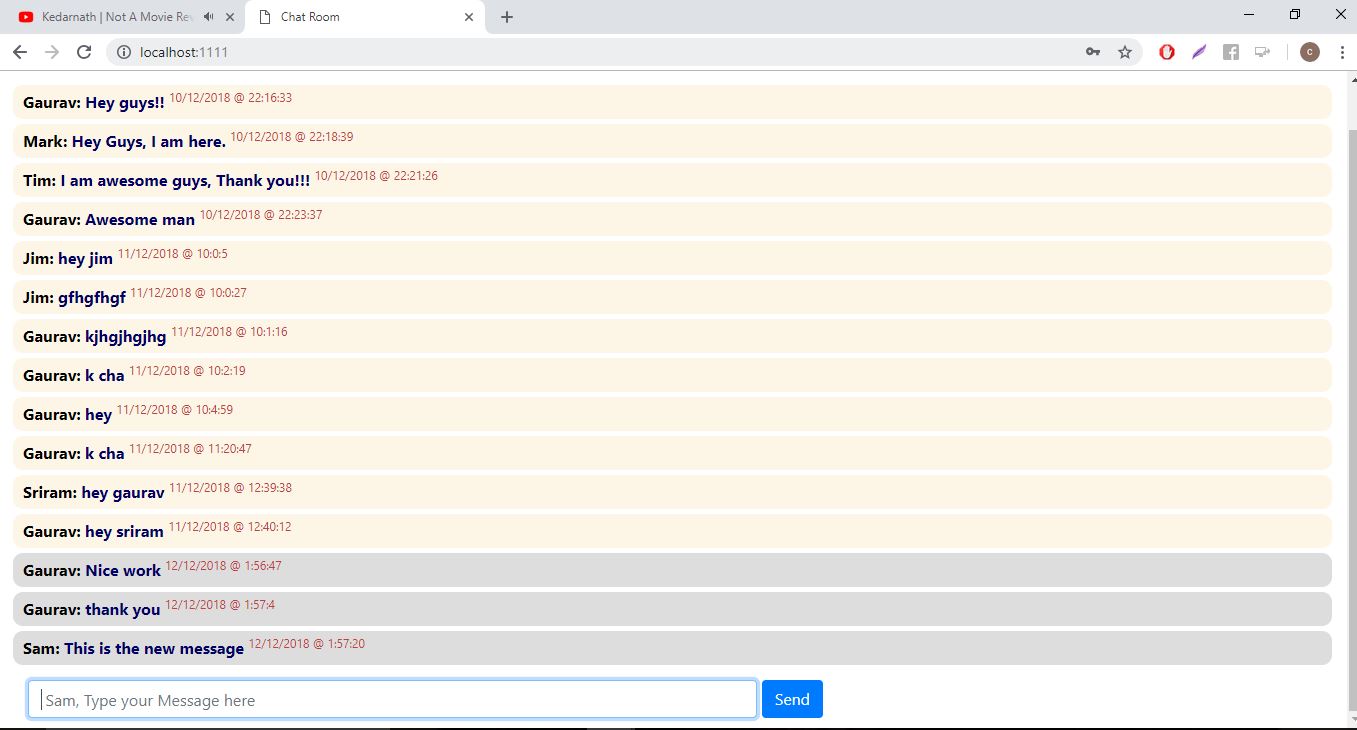 Kedarnath | Not A Movie Rev
Chat Room
localhost:1111
c
Gaurav: Hey guys!! 10/12/2018 @ 22:16:33
Mark: Hey Guys, I am here. 10/12/2018 @ 22:18:39
Tim: I am awesome guys, Thank you!!! 10/12/2018 @ 22:21:26
Gaurav: Awesome man 10/12/2018 @ 22:23:37
Jim: hey jim 11/12/2018 @ 10:0:5
Jim: gfhgfhgf 11/12/2018 @ 10:0:27
Gaurav: kjhgjhgjhg 11/12/2018 @ 10:1:16
Gaurav: k cha 11/12/2018 @ 10:2:19
Gaurav: hey 11/12/2018 @ 10:4:59
Gaurav: k cha 11/12/2018 @ 11:20:47
Sriram: hey gaurav 11/12/2018 @ 12:39:38
Gaurav: hey sriram 11/12/2018 @ 12:40:12
Gaurav: Nice work 12/12/2018 @ 1:56:47
Gaurav: thank you 12/12/2018 @ 1:57:4
Sam: This is the new message 12/12/2018 @ 1:57:20
Sam, Type your Message here
Send